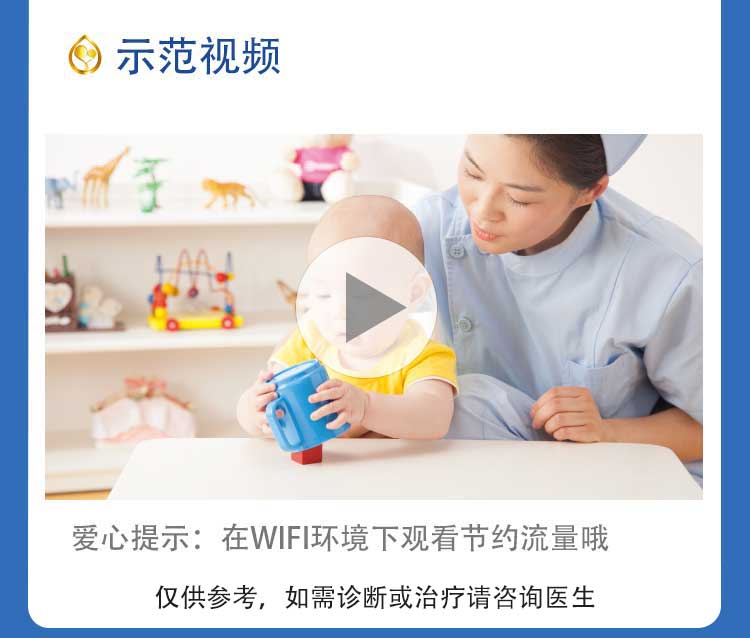 示范视频
爱心提示：在WIFI环境下观看节约流量哦
仅供参考，如需诊断或治疗请咨询医生